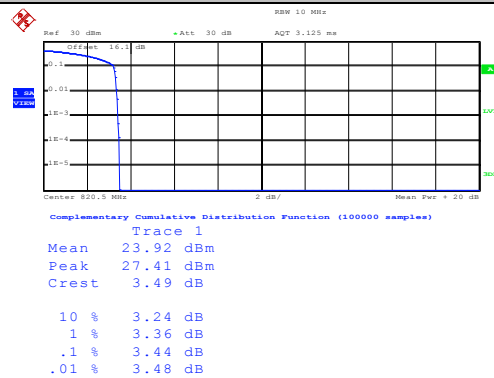 RBW 10 MHz
Ref 30 dBm Att 30 dB AQT 3.125 ms
Offset 16.1 dB
0.1
A
0.01
1 SA
VIEW
1E-3
LV
1E-4
1E-5
Center 820.5 MHz 2 dB/ Mean Pwr + 20 dB
Complementary Cumulative Distribution Function (100000 samples)
Trace 1
Mean 23.92 dBm
Peak 27.41 dBm
Crest 3.49 dB
10 % 3.24 dB
1 % 3.36 dB
.1 % 3.44 dB
.01 % 3.48 dB